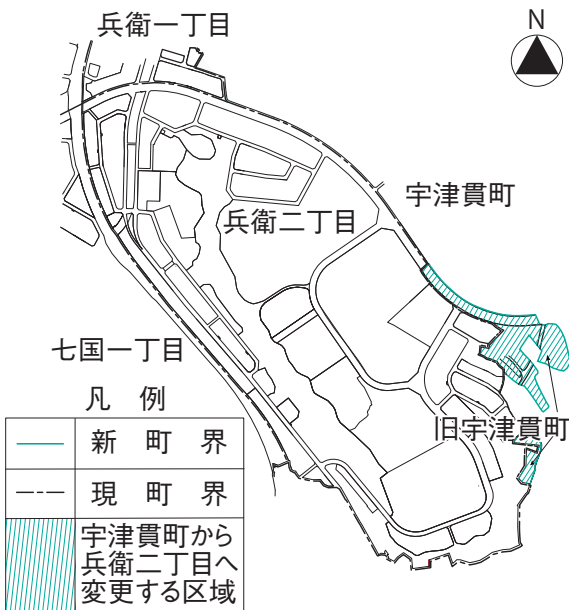 兵衛一丁目
N
宇津貫町
兵衛二丁目
七国一丁目
旧宇津貫町
凡例
新町界
現町界
宇津貫町から
兵衛二丁目へ
変更する区域